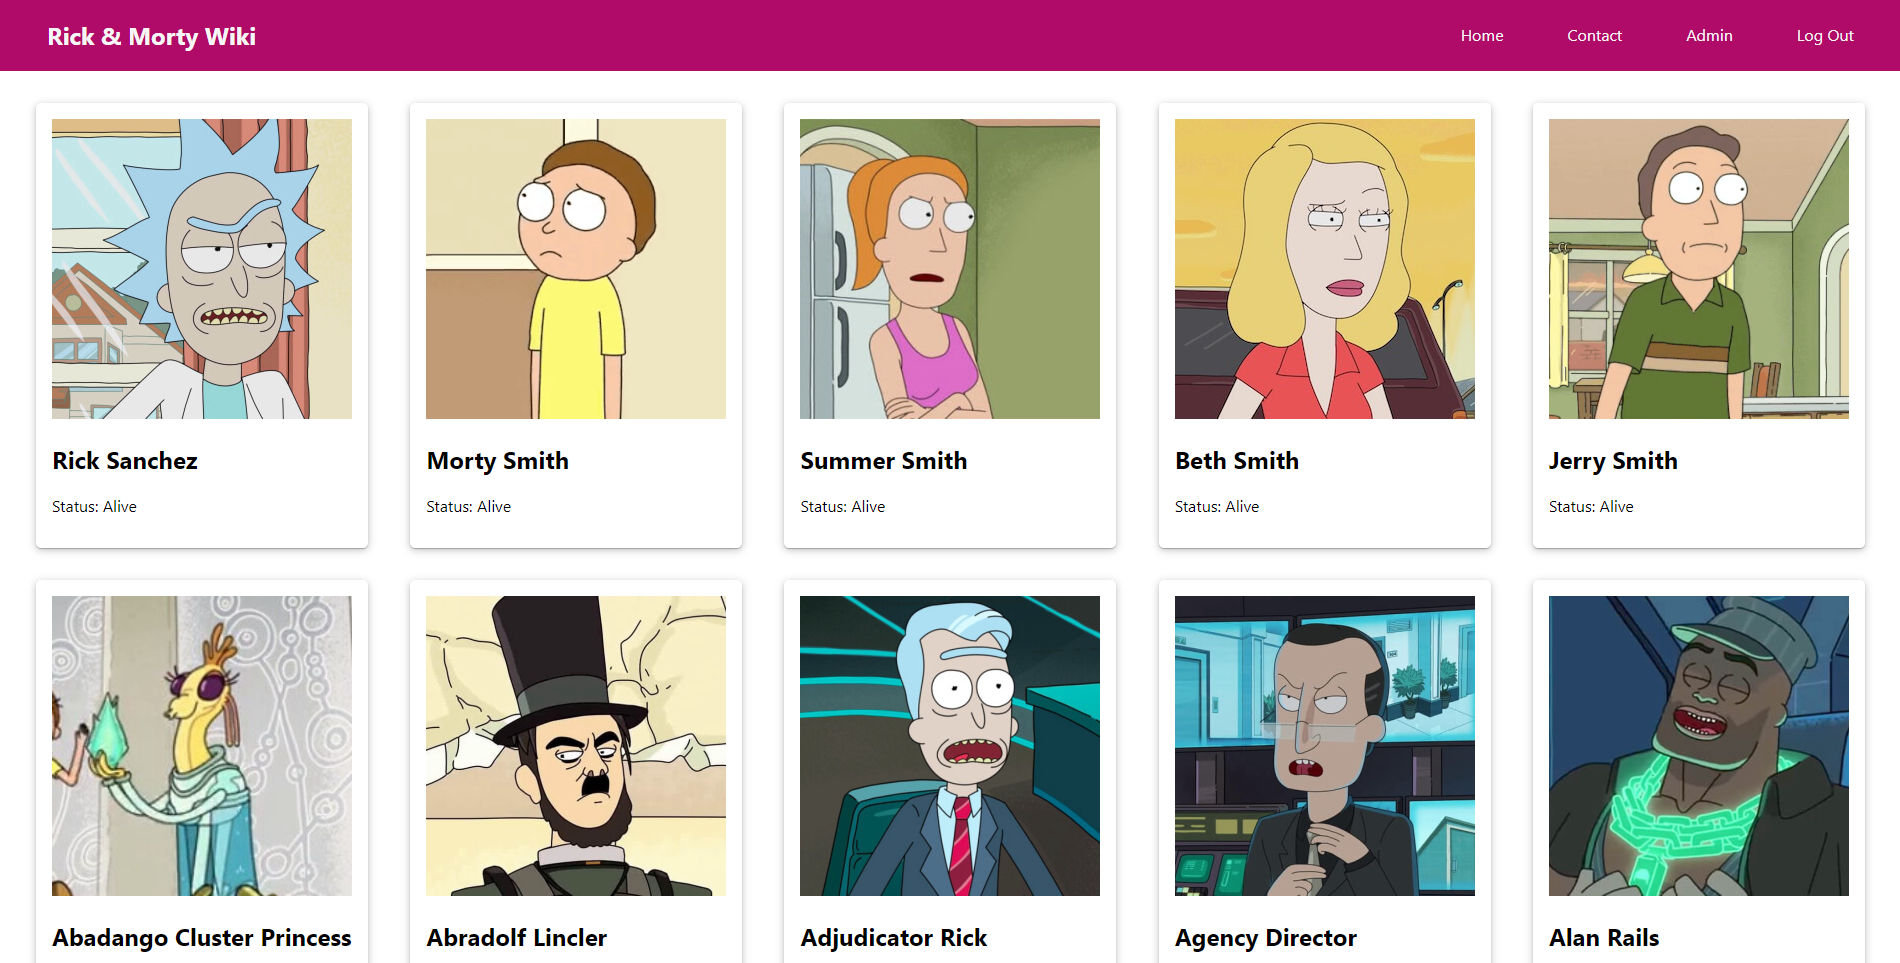 Rick & Morty Wiki
Home Contact Admin Log Out
Rick Sanchez
Status: Alive
Morty Smith
Status: Alive
Summer Smith
Status: Alive
Beth Smith
Status: Alive
Jerry Smith
Status: Alive
Abadango Cluster Princess
Abradolf Lincler
Adjudicator Rick
Agency Director
Alan Rails